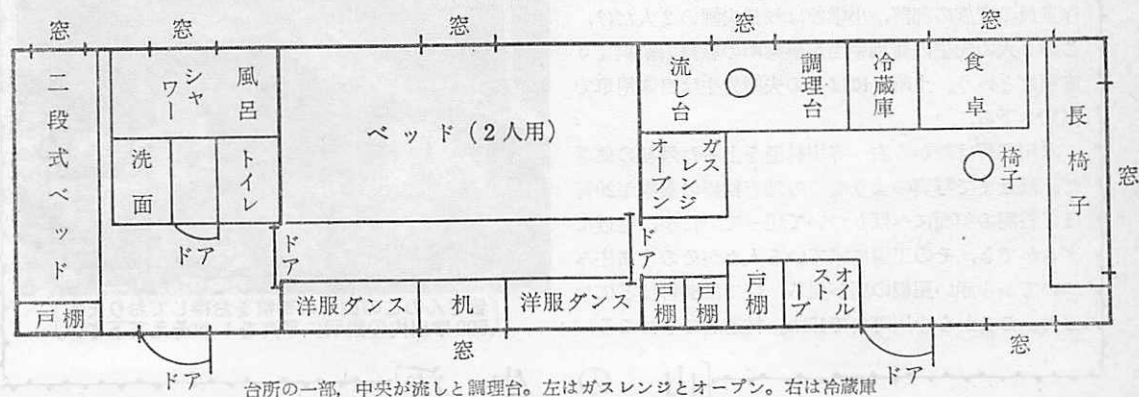 窓
窓
窓
窓
窓
二段式ベッド
シャワー
風呂
洗面
トイレ
ドア
戸棚
ドア
ドア
ベッド(2人用)
洋服ダンス
机
洋服ダンス
窓
ドア
流し台
調理台
冷蔵庫
食卓
ガスレンジ
オーブン
椅子
長椅子
窓
戸棚
戸棚
戸棚
オイルストーブ
ドア
窓
台所の一部,中央が流しと調理台。左はガスレンジとオーブン。右は冷蔵庫